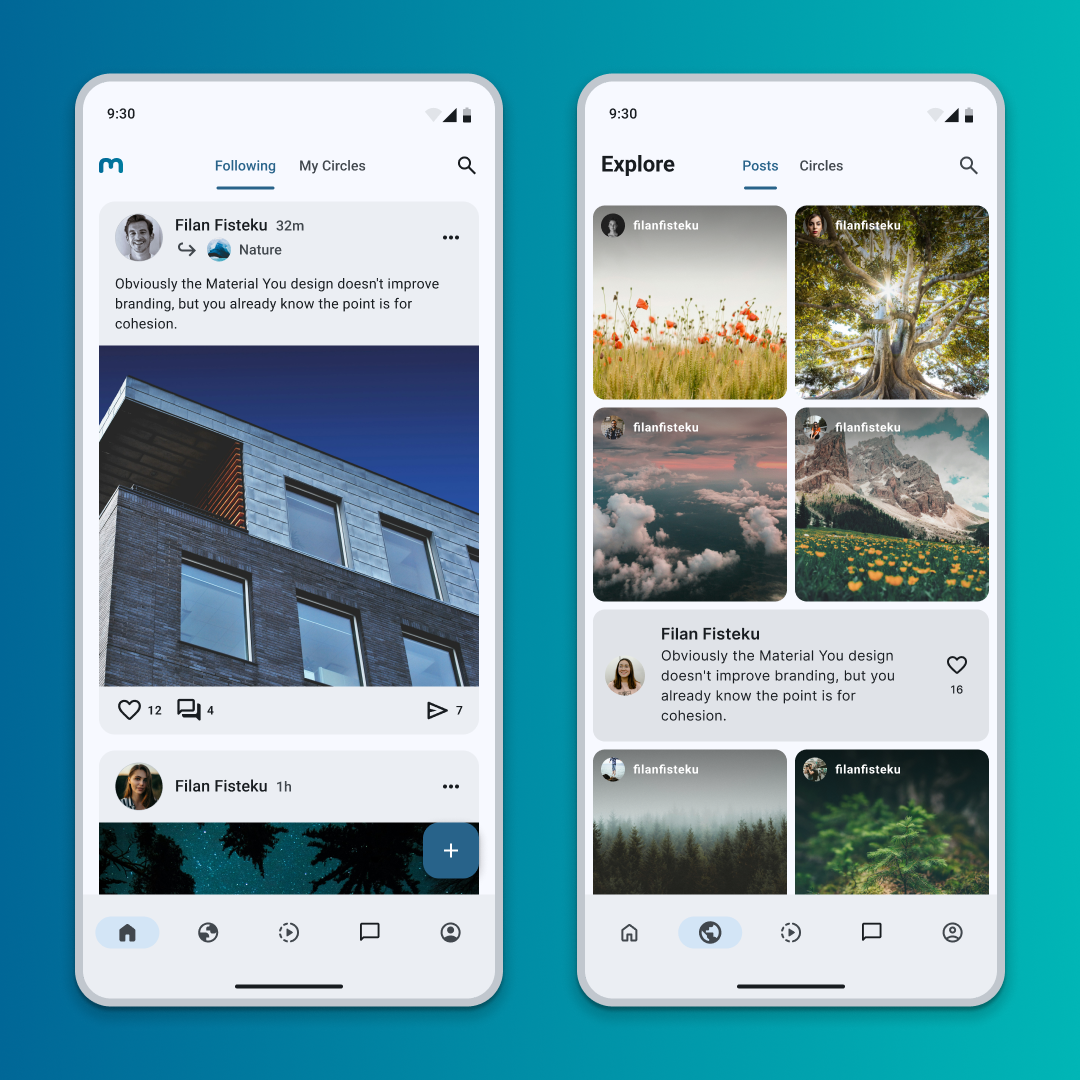 9:30
m
Following
My Circles
Filan Fisteku 32m
Nature
Obviously the Material You design doesn't improve
branding, but you already know the point is for
cohesion.
12
4
7
Filan Fisteku 1h
9:30
Explore
Posts
Circles
filanfisteku
filanfisteku
filanfisteku
filanfisteku
Filan Fisteku
Obviously the Material You design
doesn't improve branding, but you
already know the point is for
cohesion.
16
filanfisteku
filanfisteku